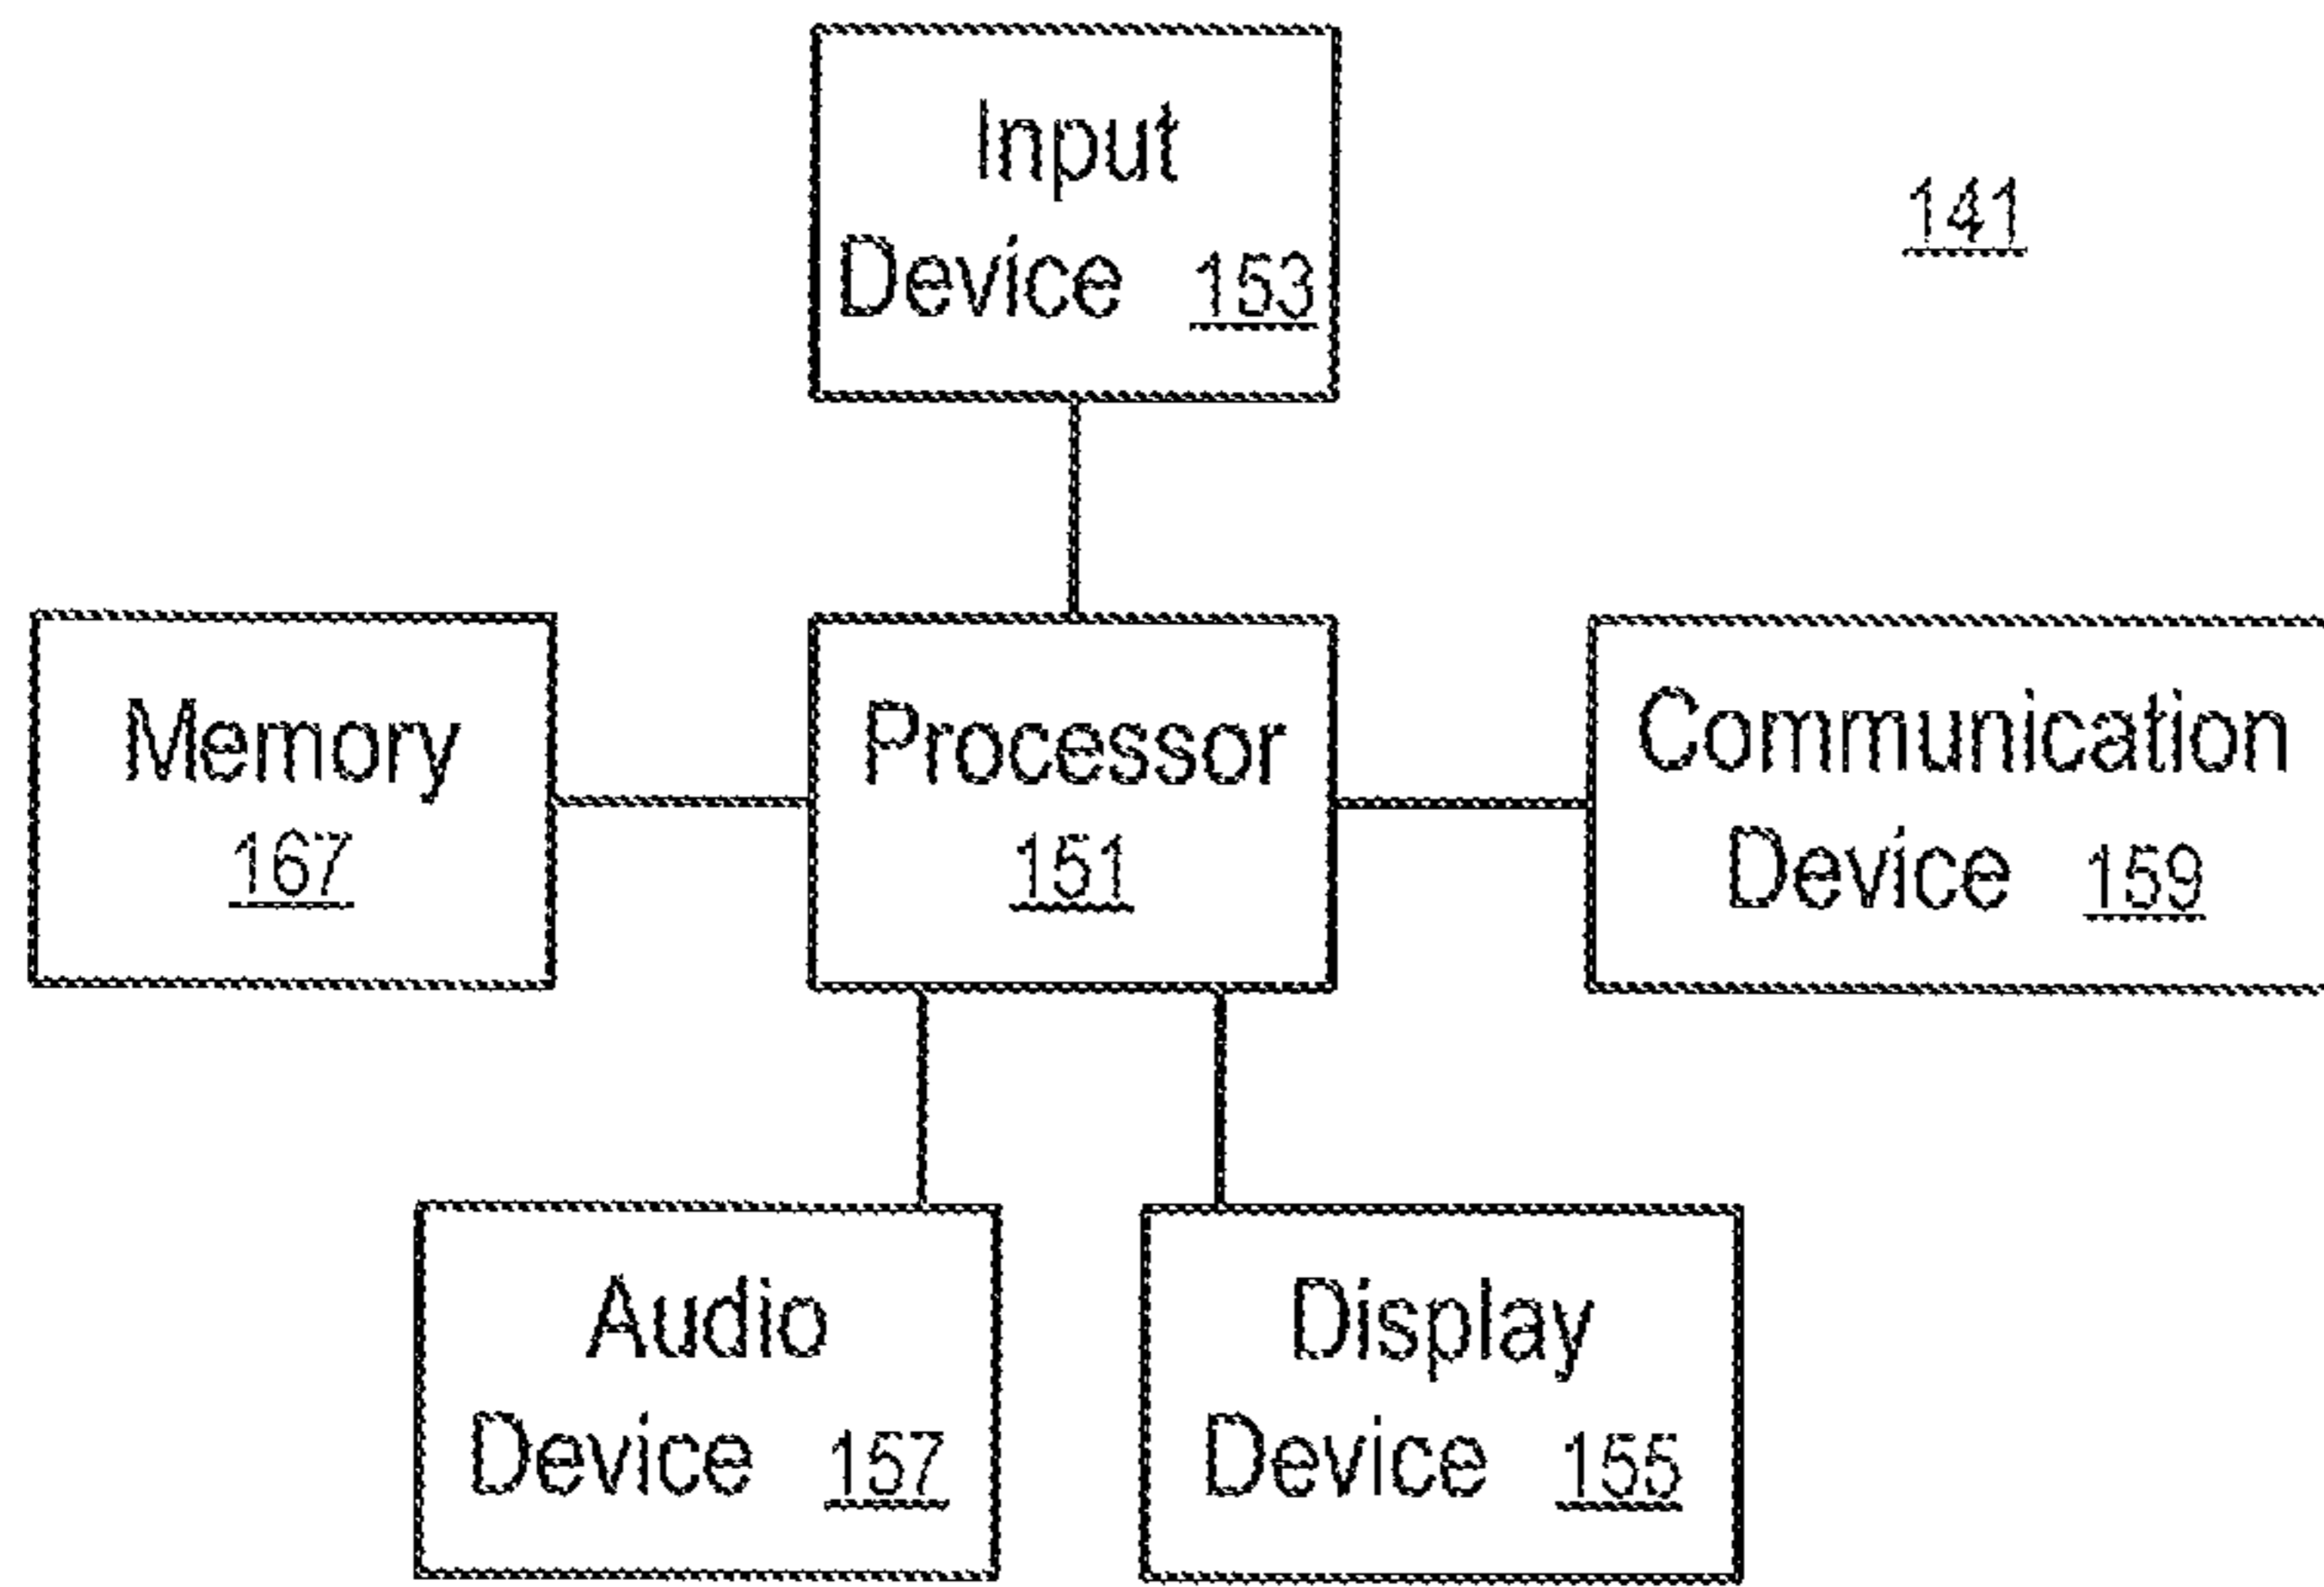 Input
Device 153
141
Memory
167
Processor
151
Communication
Device 159
Audio
Device 157
Display
Device 155